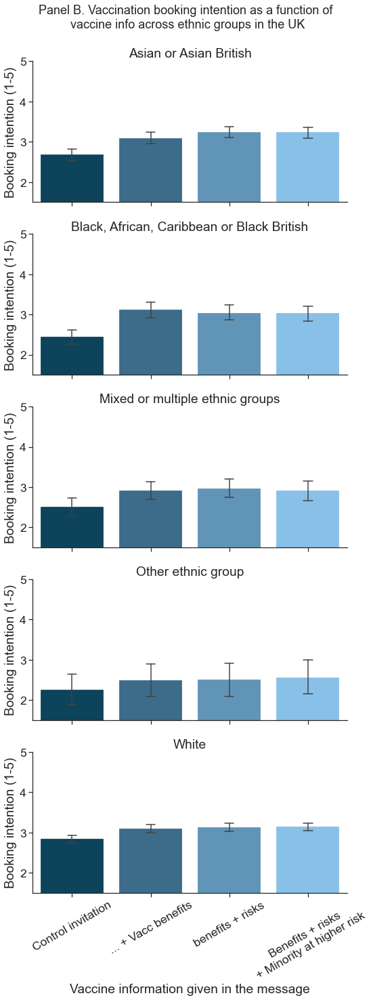 Panel B. Vaccination booking intention as a function of
vaccine info across ethnic groups in the UK
Asian or Asian British
Booking intention (1-5)
5
4
3
2
Black, African, Caribbean or Black British
Booking intention (1-5)
5
4
3
2
Mixed or multiple ethnic groups
Booking intention (1-5)
5
4
3
2
Other ethnic group
Booking intention (1-5)
5
4
3
2
White
Booking intention (1-5)
5
4
3
2
Control invitation
... + Vacc benefits
benefits + risks
Benefits + risks
+ Minority at higher risk
Vaccine information given in the message